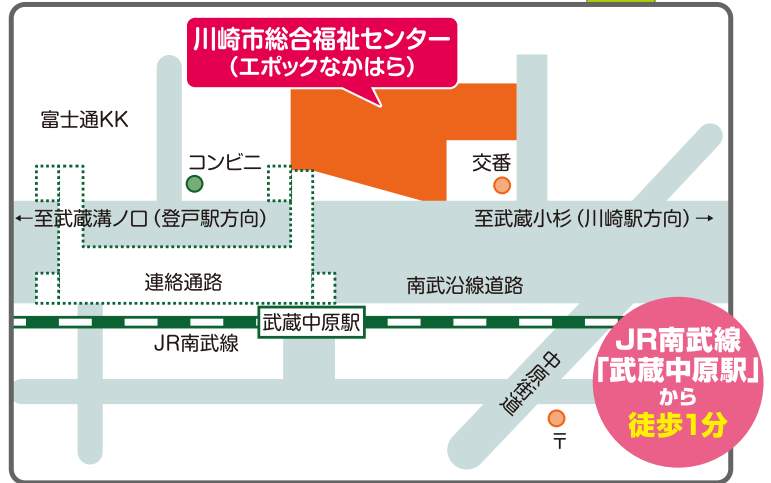 川崎市総合福祉センター
（エポックなかはら）
富士通KK
コンビニ
交番
←至武蔵溝ノ口（登戸駅方向）
至武蔵小杉（川崎駅方向）→
連絡通路
南武沿線道路
武蔵中原駅
JR南武線
中原街道
〒
JR南武線
「武蔵中原駅」
から
徒歩1分